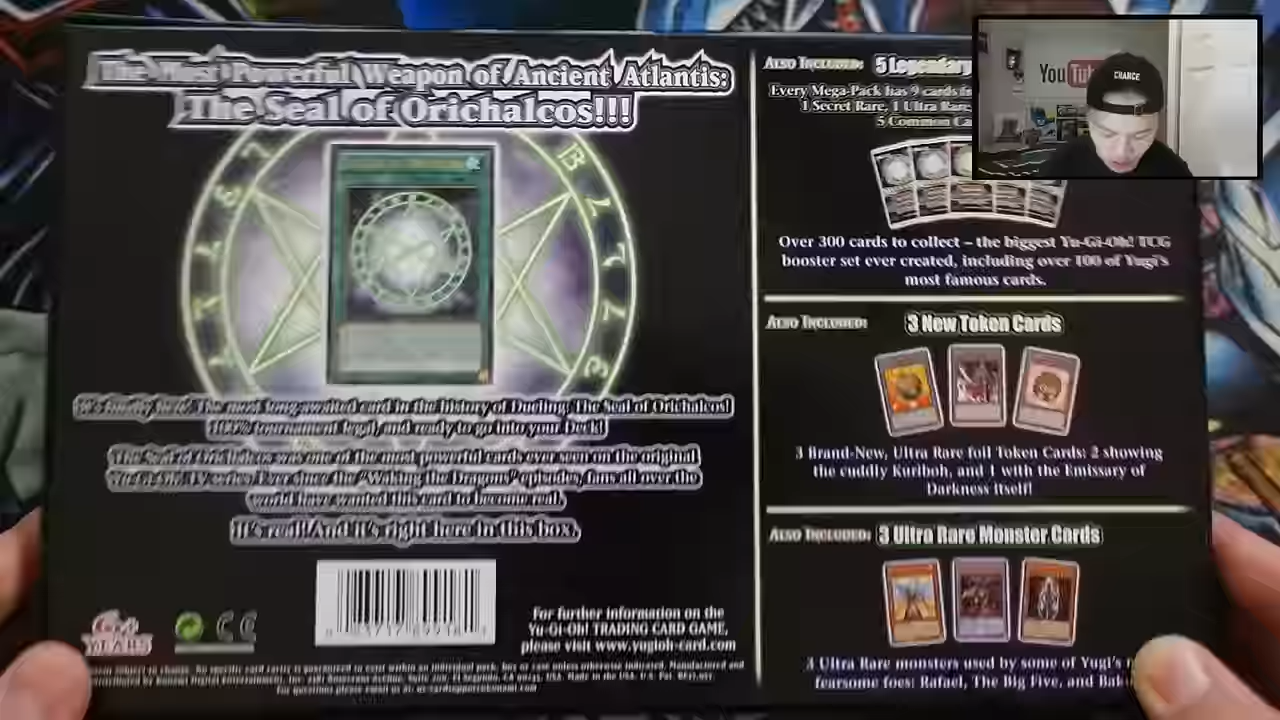 The Most Powerful Weapon of Ancient Atlantis:
The Seal of Orichalcos!!!
It's finally here! The most long-awaited card in the history of Dueling: The Seal of Orichalcos!
100% tournament legal, and ready to go into your Deck!
The Seal of Orichalcos was one of the most powerful cards ever seen on the original
Yu-Gi-Oh! TV series. Ever since the "Waking the Dragons" episodes, fans all over the
world have wanted this card to become real.
It's real! And it's right here in this box.
YEARS
CE
For further information on the
Yu-Gi-Oh! TRADING CARD GAME,
please visit www.yugioh-card.com
ALSO INCLUDED: 5 Legendary
Every Mega-Pack has 9 cards
1 Secret Rare, 1 Ultra Rare,
5 Common
Over 300 cards to collect – the biggest Yu-Gi-Oh! TCG
booster set ever created, including over 100 of Yugi's
most famous cards.
ALSO INCLUDED: 3 New Token Cards
3 Brand-New, Ultra Rare foil Token Cards: 2 showing
the cuddly Kuriboh, and 1 with the Emissary of
Darkness itself!
ALSO INCLUDED: 3 Ultra Rare Monster Cards
3 Ultra Rare monsters used by some of Yugi's
fearsome foes: Rafael, The Big Five, and
YouTube
CHANCE